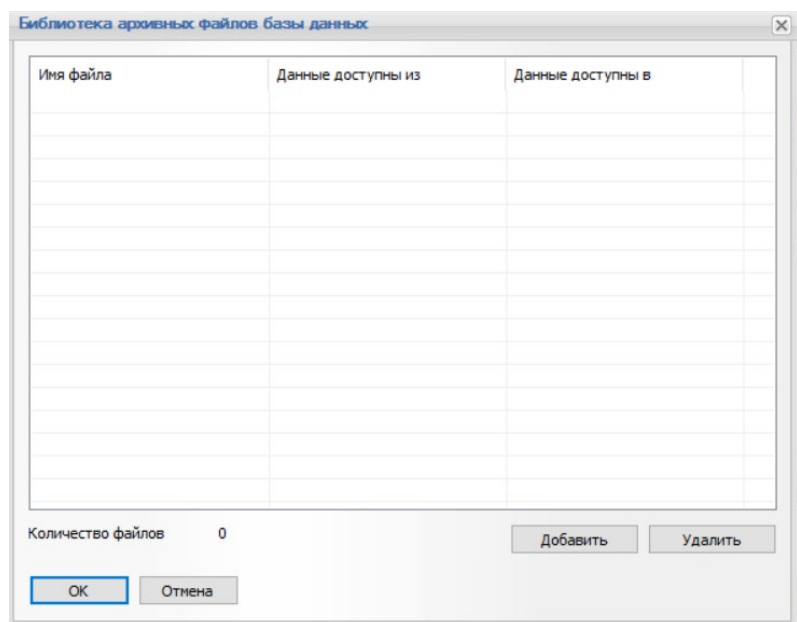 Библиотека архивных файлов базы данных
Имя файла Данные доступны из Данные доступны в
Количество файлов 0
Добавить Удалить
OK Отмена